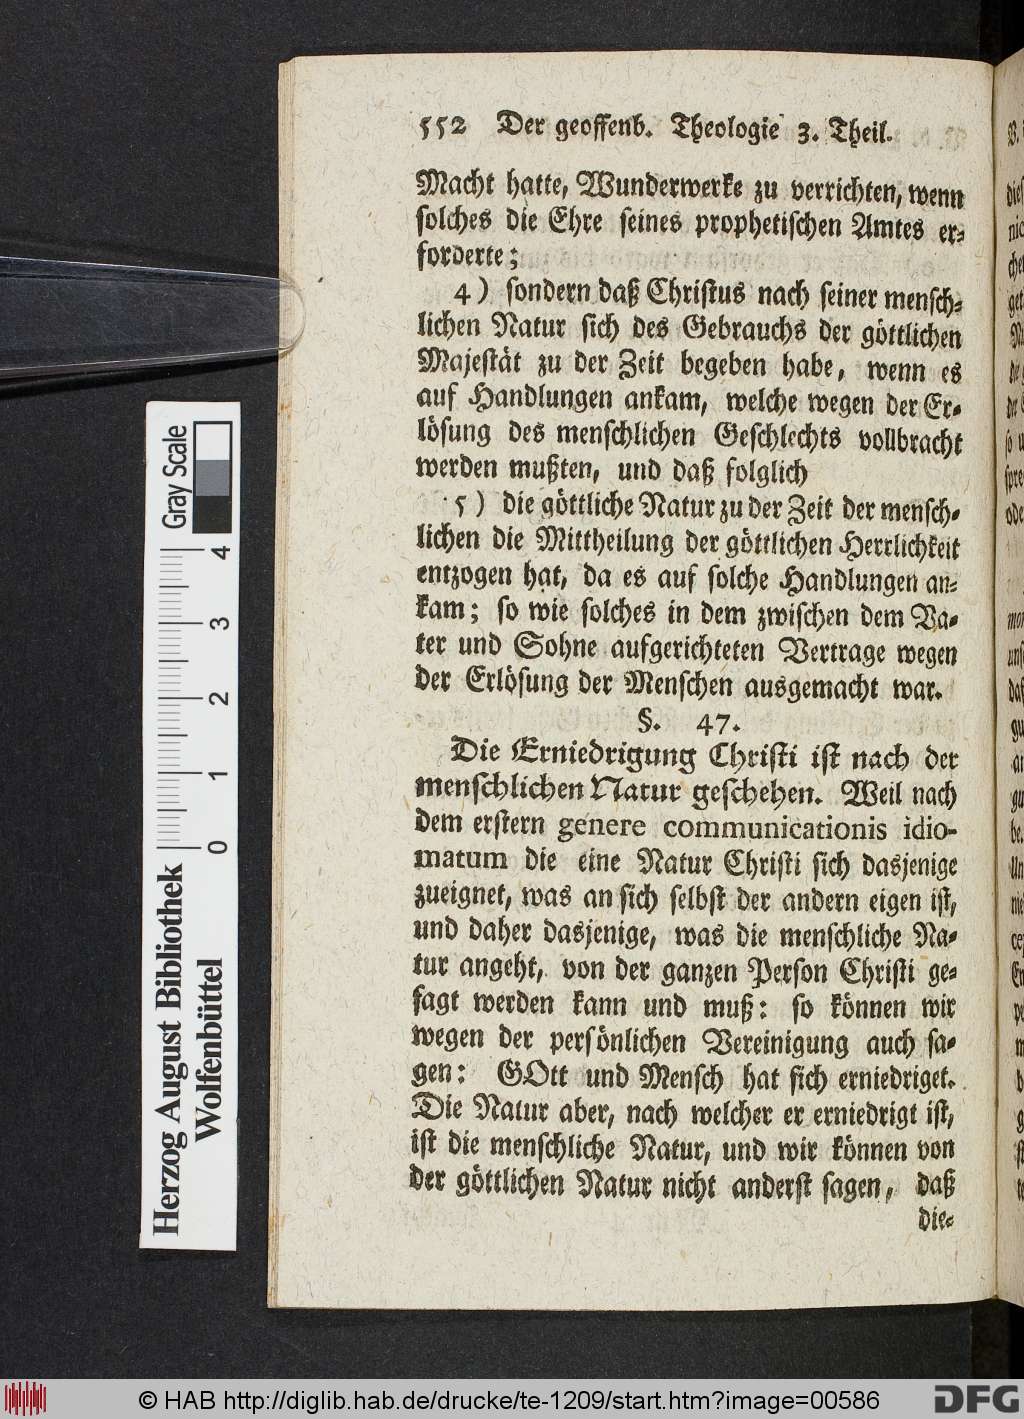 552 Der geoffenb. Theologie 3. Theil.
Macht hatte, Wunderwerke zu verrichten, wenn
solches die Ehre seines prophetischen Amtes er-
forderte;
4) sondern daß Christus nach seiner mensch-
lichen Natur sich des Gebrauchs der göttlichen
Majestät zu der Zeit begeben habe, wenn es
auf Handlungen ankam, welche wegen der Er-
lösung des menschlichen Geschlechts vollbracht
werden mußten, und daß folglich
5) die göttliche Natur zu der Zeit der mensch-
lichen die Mittheilung der göttlichen Herrlichkeit
entzogen hat, da es auf solche Handlungen an-
kam; so wie solches in dem zwischen dem Va-
ter und Sohne aufgerichteten Vertrage wegen
der Erlösung der Menschen ausgemacht war.
§. 47.
Die Erniedrigung Christi ist nach der
menschlichen Natur geschehen. Weil nach
dem erstern genere communicationis idio-
matum die eine Natur Christi sich dasjenige
zueignet, was an sich selbst der andern eigen ist,
und daher dasjenige, was die menschliche Na-
tur angeht, von der ganzen Person Christi ge-
sagt werden kann und muß: so können wir
wegen der persönlichen Vereinigung auch sa-
gen: GOtt und Mensch hat sich erniedriget.
Die Natur aber, nach welcher er erniedrigt ist,
ist die menschliche Natur, und wir können von
der göttlichen Natur nicht anderst sagen, daß
die-
Gray Scale
0 1 2 3 4
Herzog August Bibliothek
Wolfenbüttel
© HAB http://diglib.hab.de/drucke/te-1209/start.htm?image=00586
DFG